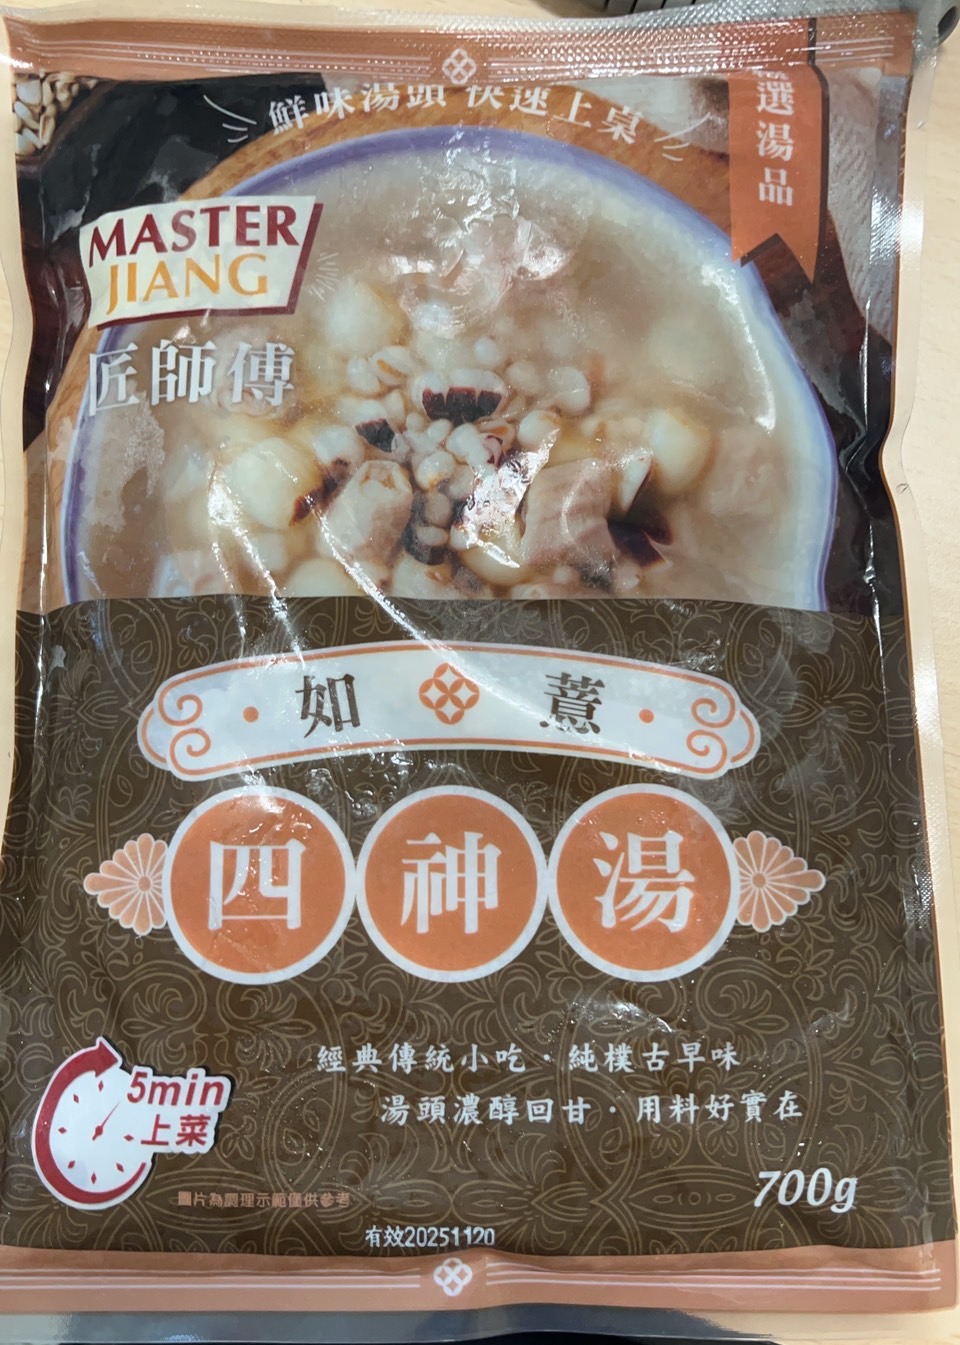 鮮味湯頭 快速上桌
選湯品
MASTER
JIANG
匠師傅
如薏
四神湯
經典傳統小吃・純樸古早味
湯頭濃醇回甘・用料好實在
5min
上菜
700g
圖片為調理示範僅供參考
有效20251120